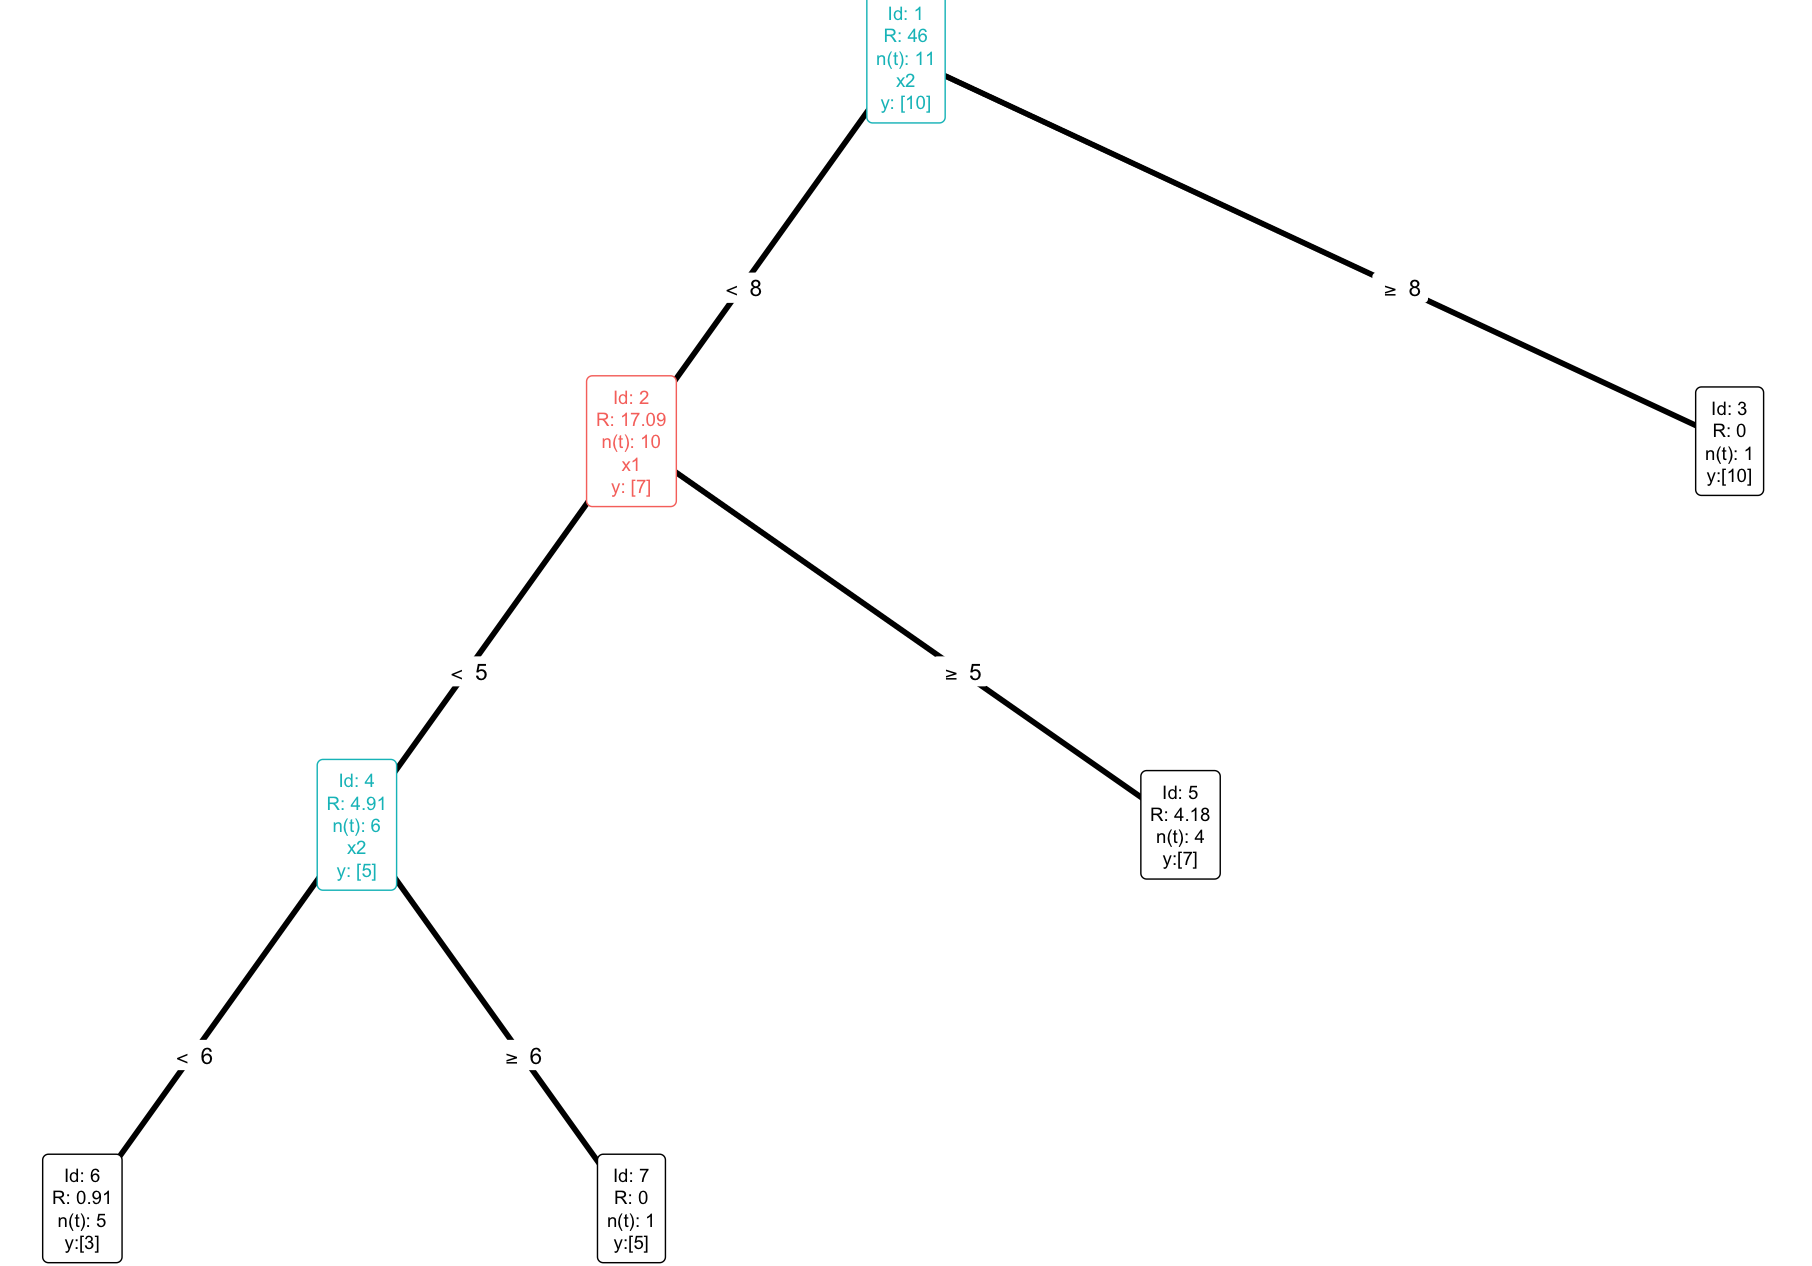 Id: 1
R: 46
n(t): 11
x2
y: [10]
< 8
≥ 8
Id: 2
R: 17.09
n(t): 10
x1
y: [7]
Id: 3
R: 0
n(t): 1
y:[10]
< 5
≥ 5
Id: 4
R: 4.91
n(t): 6
x2
y: [5]
Id: 5
R: 4.18
n(t): 4
y:[7]
< 6
≥ 6
Id: 6
R: 0.91
n(t): 5
y:[3]
Id: 7
R: 0
n(t): 1
y:[5]